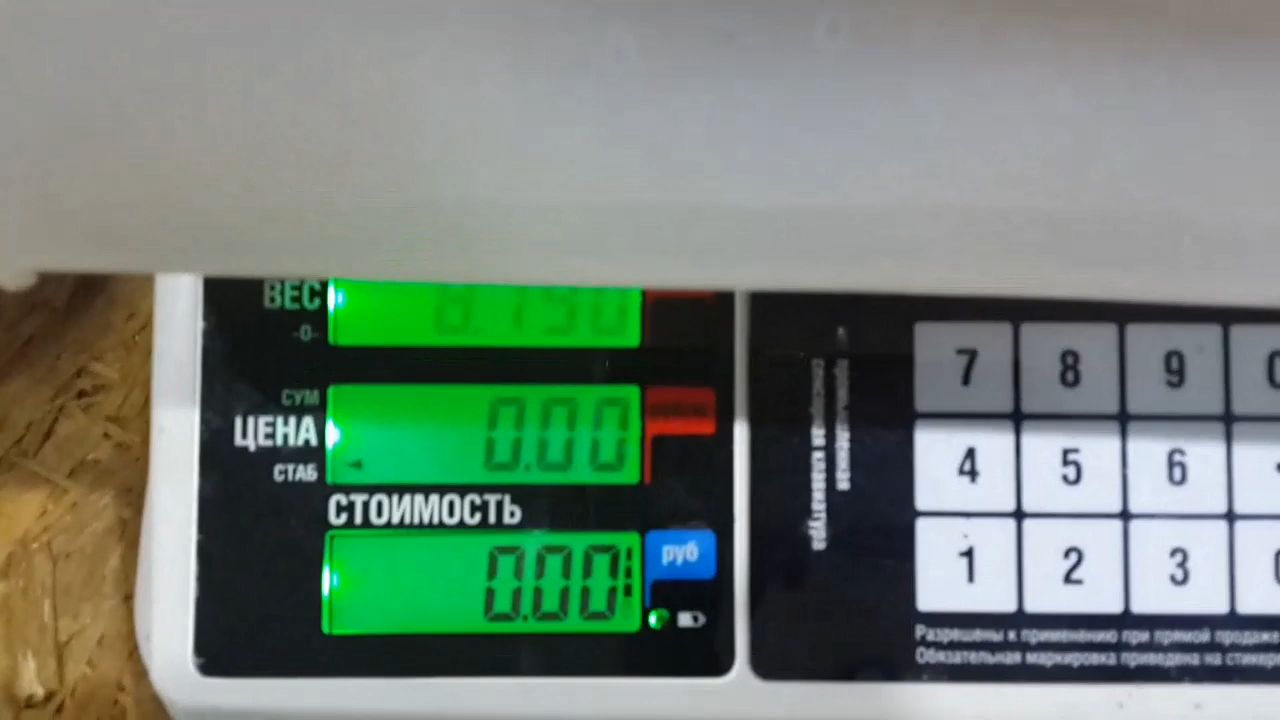 ВЕС
-0-
СУМ
ЦЕНА 0.00
СТАБ
СТОИМОСТЬ
0.00 руб
7 8 9
4 5 6
1 2 3
Разрешены к применению при прямой продаже
Обязательная маркировка приведена на стикере
клавиатура